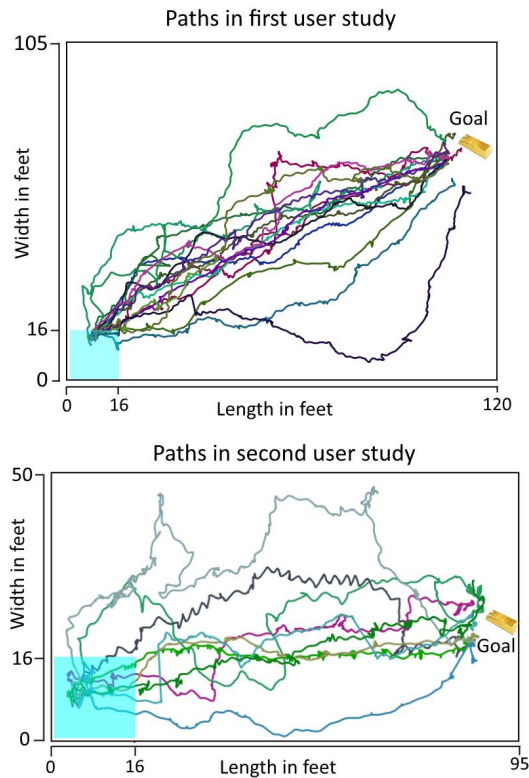 Paths in first user study
105
Goal
Width in feet
16
0
0
16
Length in feet
120
Paths in second user study
50
Width in feet
16
Goal
0
0
16
Length in feet
95